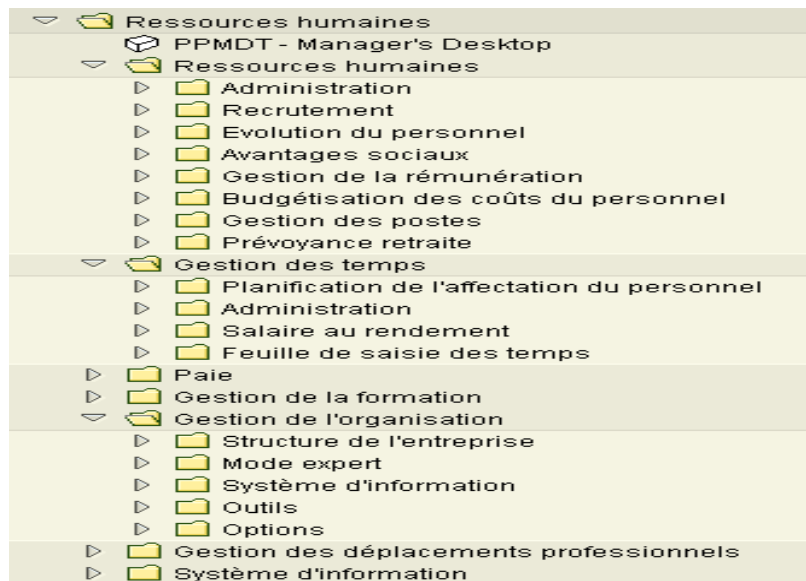 Ressources humaines
PPMDT - Manager's Desktop
Ressources humaines
Administration
Recrutement
Evolution du personnel
Avantages sociaux
Gestion de la rémunération
Budgétisation des coûts du personnel
Gestion des postes
Prévoyance retraite
Gestion des temps
Planification de l'affectation du personnel
Administration
Salaire au rendement
Feuille de saisie des temps
Paie
Gestion de la formation
Gestion de l'organisation
Structure de l'entreprise
Mode expert
Système d'information
Outils
Options
Gestion des déplacements professionnels
Système d'information